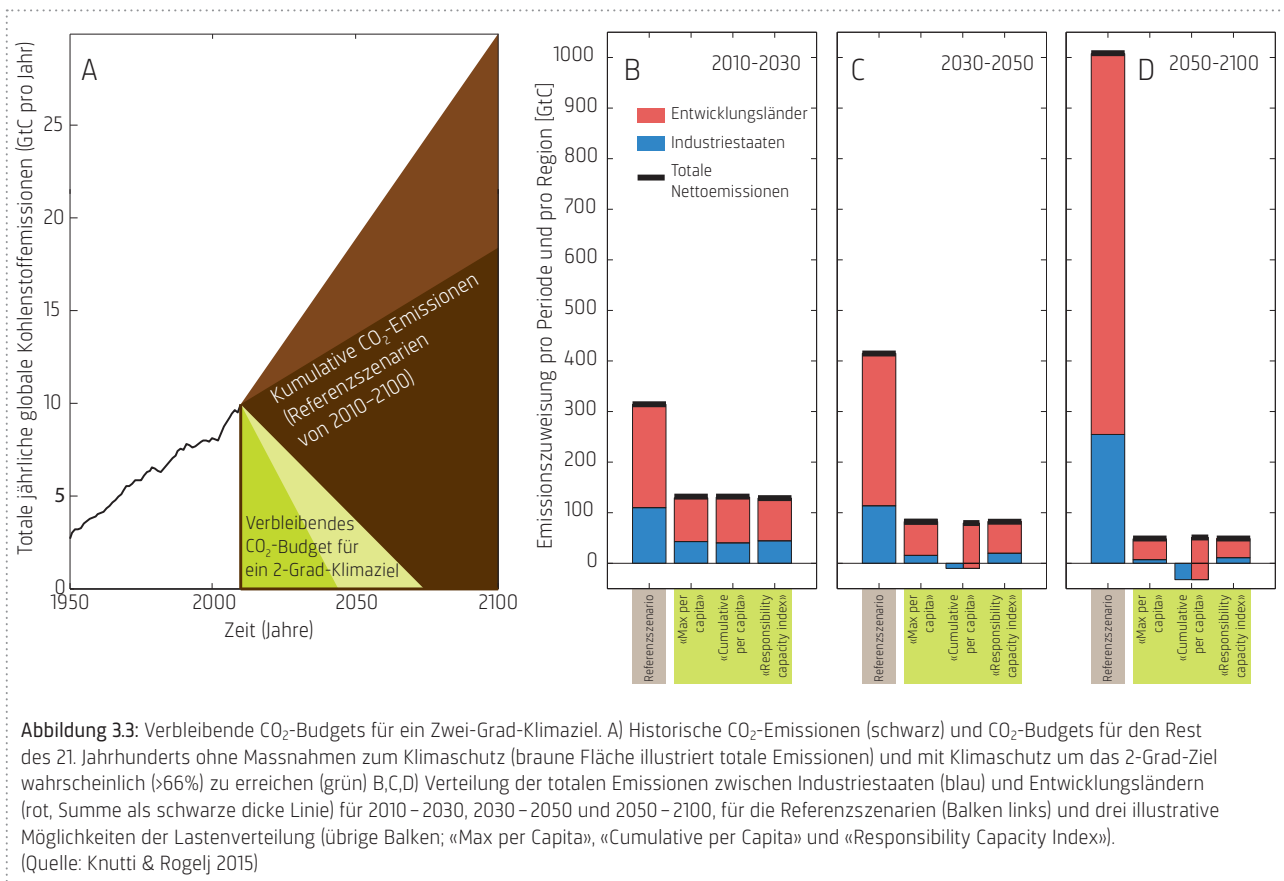 Totale jährliche globale Kohlenstoffemissionen (GtC pro Jahr)
A
25
20
15
10
5
0
1950
2000
2050
2100
Zeit (Jahre)
Kumulative CO₂-Emissionen
(Referenzszenarien
von 2010–2100)
Verbleibendes
CO₂-Budget für
ein 2-Grad-Klimaziel
Emissionszuweisung pro Periode und pro Region [GtC]
1000
900
800
700
600
500
400
300
200
100
0
B
2010-2030
Entwicklungsländer
Industriestaaten
Totale
Nettoemissionen
Referenzszenario
«Max per
capita»
«Cumulative
per capita»
«Responsibility
capacity index»
C
2030-2050
Referenzszenario
«Max per
capita»
«Cumulative
per capita»
«Responsibility
capacity index»
D
2050-2100
Referenzszenario
«Max per
capita»
«Cumulative
per capita»
«Responsibility
capacity index»
Abbildung 3.3: Verbleibende CO₂-Budgets für ein Zwei-Grad-Klimaziel. A) Historische CO₂-Emissionen (schwarz) und CO₂-Budgets für den Rest
des 21. Jahrhunderts ohne Massnahmen zum Klimaschutz (braune Fläche illustriert totale Emissionen) und mit Klimaschutz um das 2-Grad-Ziel
wahrscheinlich (>66%) zu erreichen (grün) B,C,D) Verteilung der totalen Emissionen zwischen Industriestaaten (blau) und Entwicklungsländern
(rot, Summe als schwarze dicke Linie) für 2010–2030, 2030–2050 und 2050–2100, für die Referenzszenarien (Balken links) und drei illustrative
Möglichkeiten der Lastenverteilung (übrige Balken; «Max per Capita», «Cumulative per Capita» und «Responsibility Capacity Index»).
(Quelle: Knutti & Rogelj 2015)